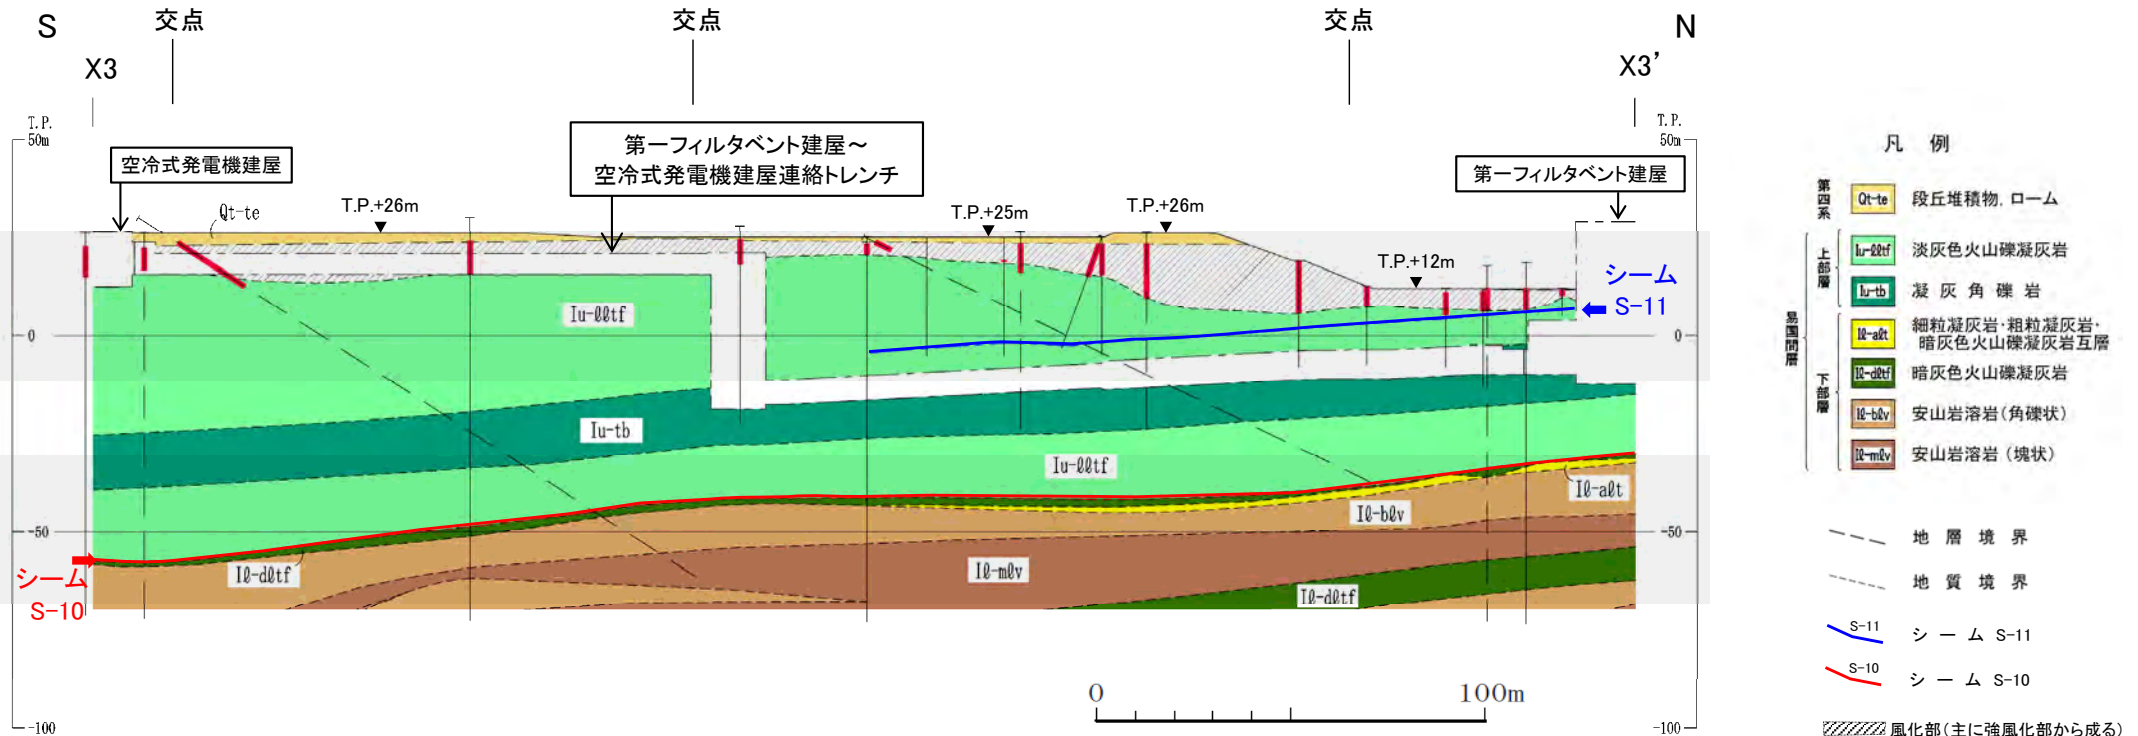 S
交点
交点
交点
N
X3
X3’
T.P.
50m
T.P.
50m
空冷式発電機建屋
第一フィルタベント建屋～
空冷式発電機建屋連絡トレンチ
第一フィルタベント建屋
Qt-te
T.P.+26m
T.P.+25m
T.P.+26m
T.P.+12m
シーム
S-11
Iu-ℓℓtf
0
0
Iu-tb
Iu-ℓℓtf
Iℓ-aℓt
Iℓ-bℓv
-50
-50
シーム
S-10
Iℓ-dℓtf
Iℓ-mℓv
Iℓ-dℓtf
0
100m
-100
-100
凡 例
第四系
Qt-te 段丘堆積物, ローム
易国間層
上部層
Iu-ℓℓtf 淡灰色火山礫凝灰岩
Iu-tb 凝 灰 角 礫 岩
下部層
Iℓ-aℓt 細粒凝灰岩・粗粒凝灰岩・
暗灰色火山礫凝灰岩互層
Iℓ-dℓtf 暗灰色火山礫凝灰岩
Iℓ-bℓv 安山岩溶岩（角礫状）
Iℓ-mℓv 安山岩溶岩（塊状）
地 層 境 界
地 質 境 界
S-11 シ ー ム S-11
S-10 シ ー ム S-10
風化部（主に強風化部から成る）